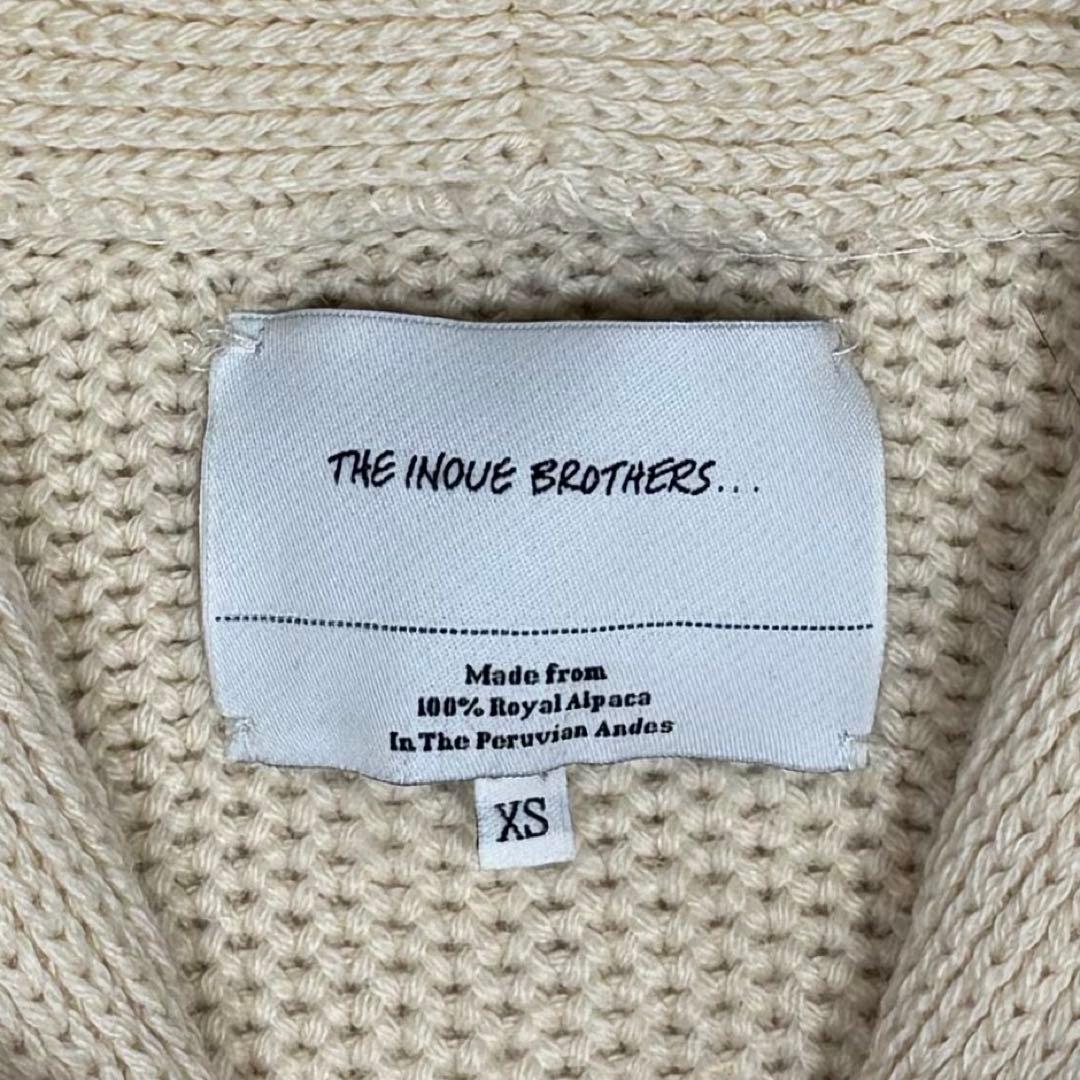 THE INOUE BROTHERS...
Made from
100% Royal Alpaca
In The Peruvian Andes
XS